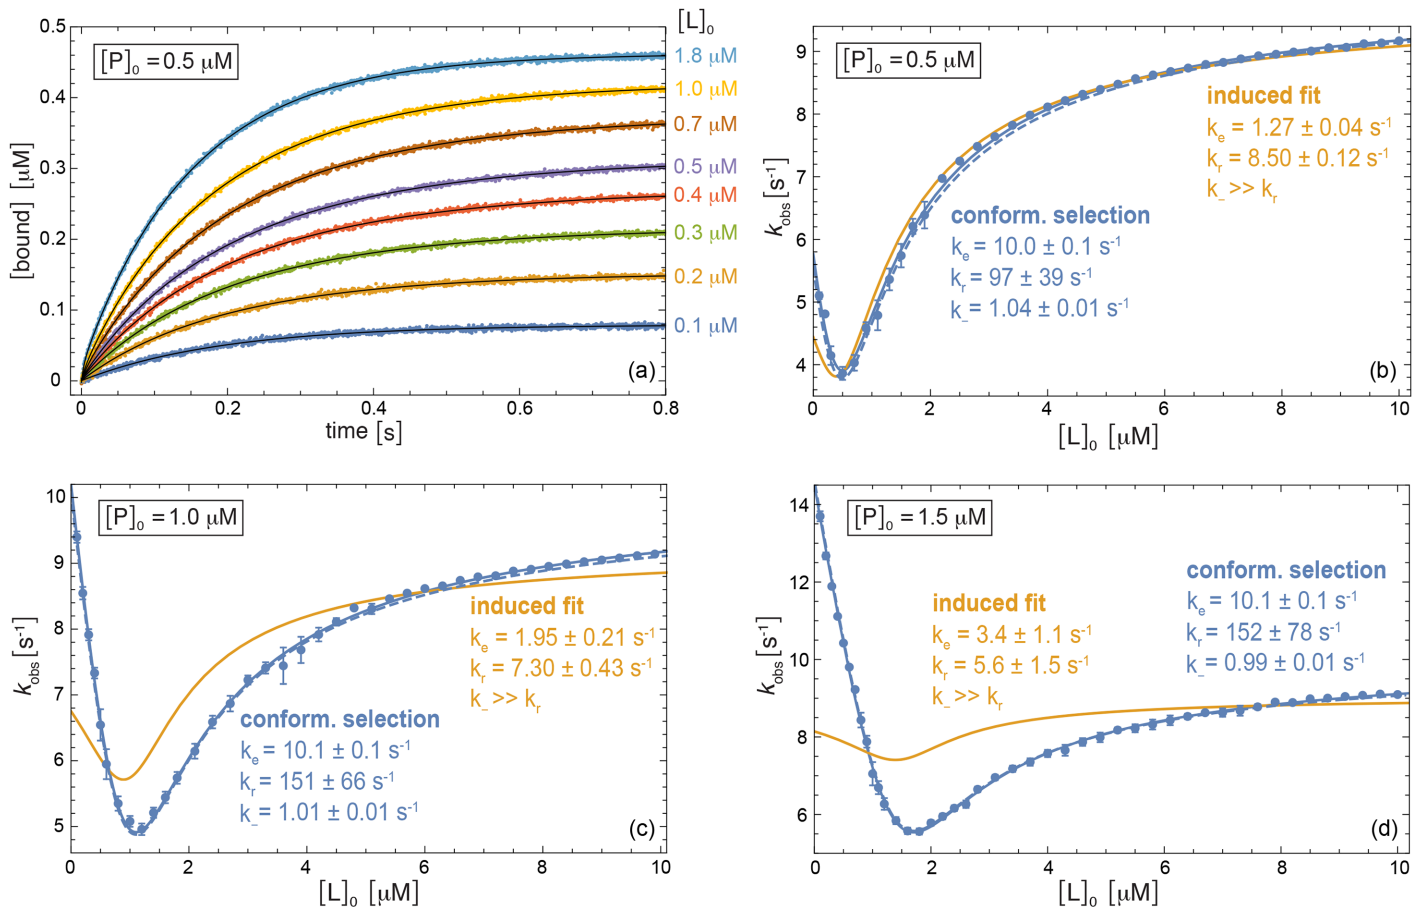 [P]₀ = 0.5 μM
[L]₀
1.8 μM
1.0 μM
0.7 μM
0.5 μM
0.4 μM
0.3 μM
0.2 μM
0.1 μM
[bound] [μM]
0.5
0.4
0.3
0.2
0.1
0
0
0.2
0.4
0.6
0.8
time [s]
(a)
[P]₀ = 0.5 μM
k_obs [s⁻¹]
9
8
7
6
5
4
induced fit
kₑ = 1.27 ± 0.04 s⁻¹
kᵣ = 8.50 ± 0.12 s⁻¹
k₋ >> kᵣ
conform. selection
kₑ = 10.0 ± 0.1 s⁻¹
kᵣ = 97 ± 39 s⁻¹
k₋ = 1.04 ± 0.01 s⁻¹
(b)
0
2
4
6
8
10
[L]₀ [μM]
[P]₀ = 1.0 μM
k_obs [s⁻¹]
10
9
8
7
6
5
induced fit
kₑ = 1.95 ± 0.21 s⁻¹
kᵣ = 7.30 ± 0.43 s⁻¹
k₋ >> kᵣ
conform. selection
kₑ = 10.1 ± 0.1 s⁻¹
kᵣ = 151 ± 66 s⁻¹
k₋ = 1.01 ± 0.01 s⁻¹
(c)
0
2
4
6
8
10
[L]₀ [μM]
[P]₀ = 1.5 μM
k_obs [s⁻¹]
14
12
10
8
6
conform. selection
kₑ = 10.1 ± 0.1 s⁻¹
kᵣ = 152 ± 78 s⁻¹
k₋ = 0.99 ± 0.01 s⁻¹
induced fit
kₑ = 3.4 ± 1.1 s⁻¹
kᵣ = 5.6 ± 1.5 s⁻¹
k₋ >> kᵣ
(d)
0
2
4
6
8
10
[L]₀ [μM]